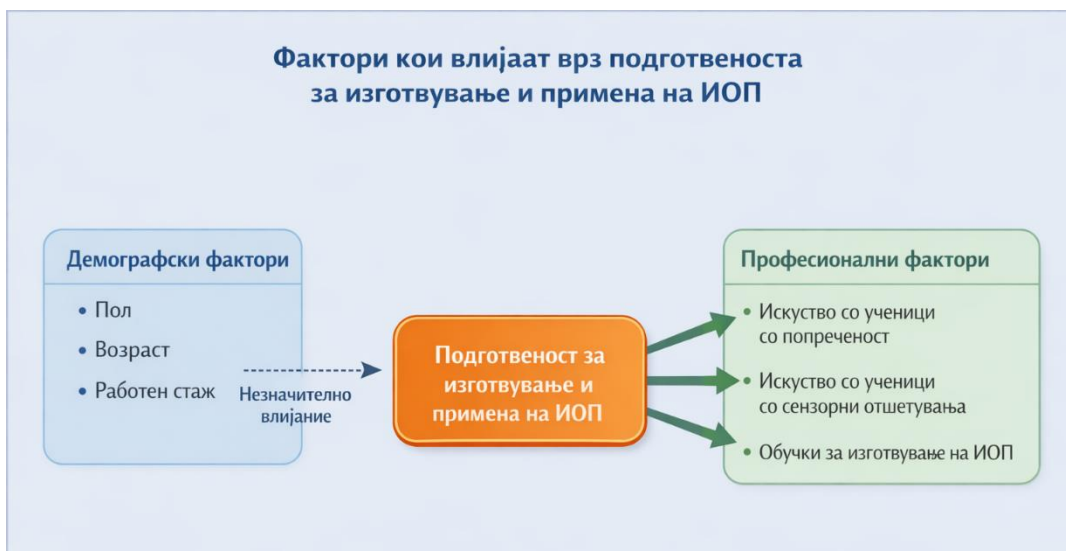 Фактори кои влијаат врз подготвеноста
за изготвување и примена на ИОП
Демографски фактори
• Пол
• Возраст
• Работен стаж
Незначително
влијание
Подготвеност за
изготвување и
примена на ИОП
Професионални фактори
• Искуство со ученици
со попреченост
• Искуство со ученици
со сензорни отшетувања
• Обучки за изготвување на ИОП